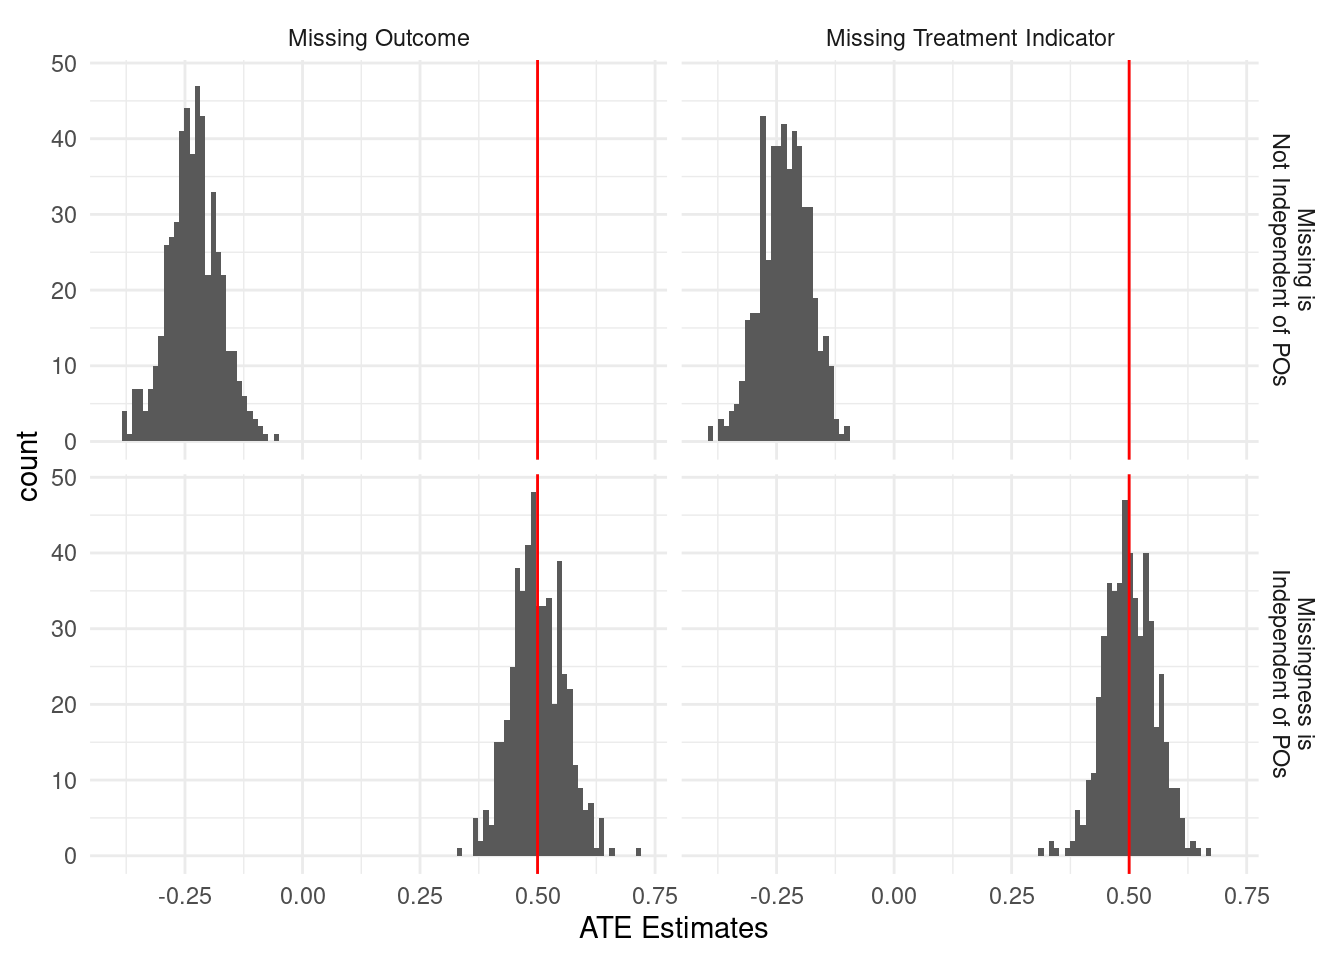 Missing Outcome
Missing Treatment Indicator
50
40
30
20
10
0
Missing is
Not Independent of POs
50
40
30
20
10
0
Missingness is
Independent of POs
count
-0.25 0.00 0.25 0.50 0.75
-0.25 0.00 0.25 0.50 0.75
ATE Estimates